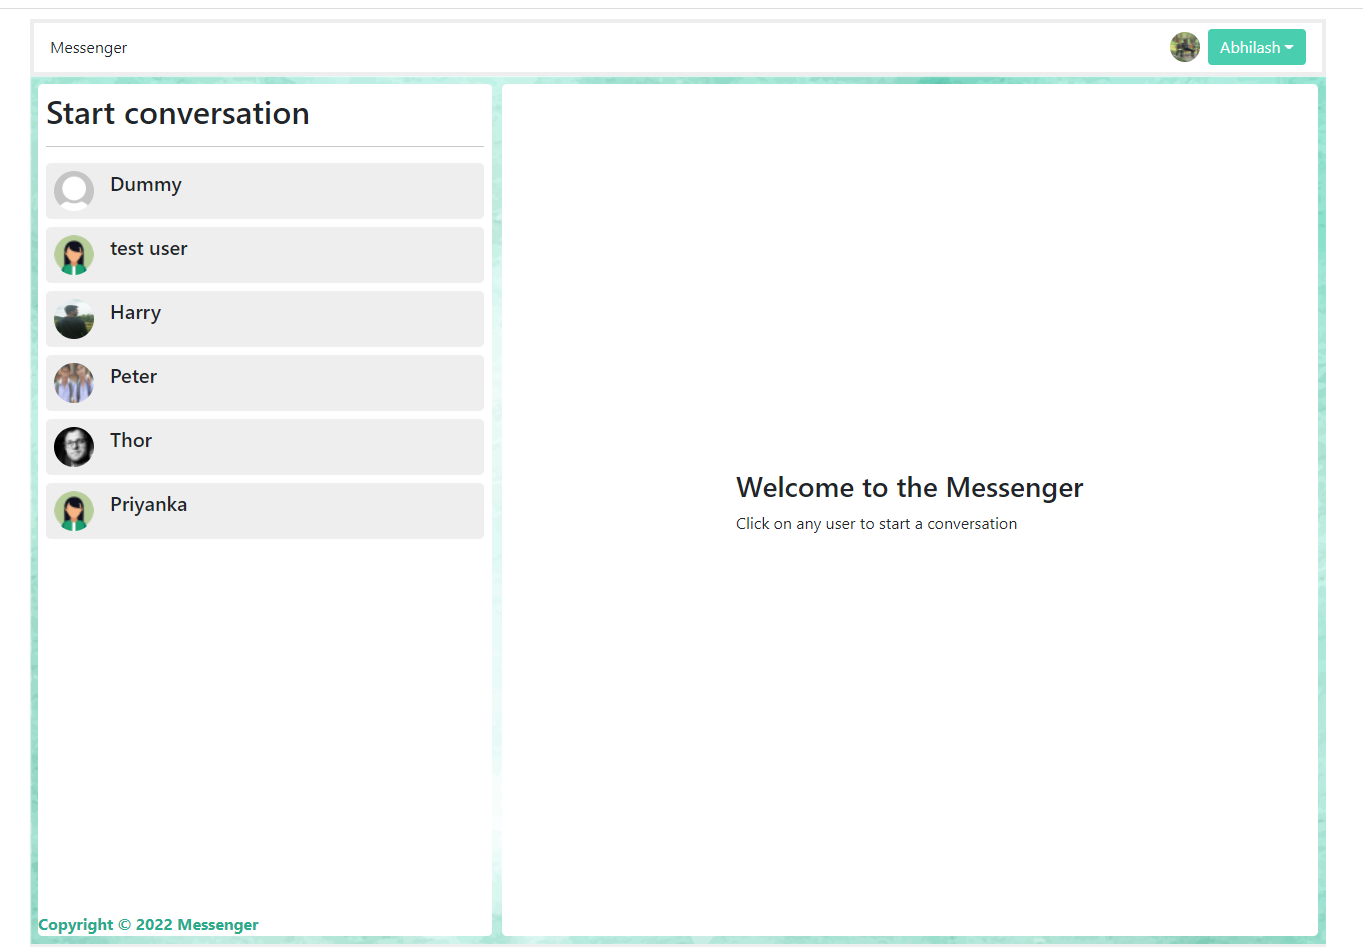 Messenger
Abhilash
Start conversation
Dummy
test user
Harry
Peter
Thor
Priyanka
Welcome to the Messenger
Click on any user to start a conversation
Copyright © 2022 Messenger